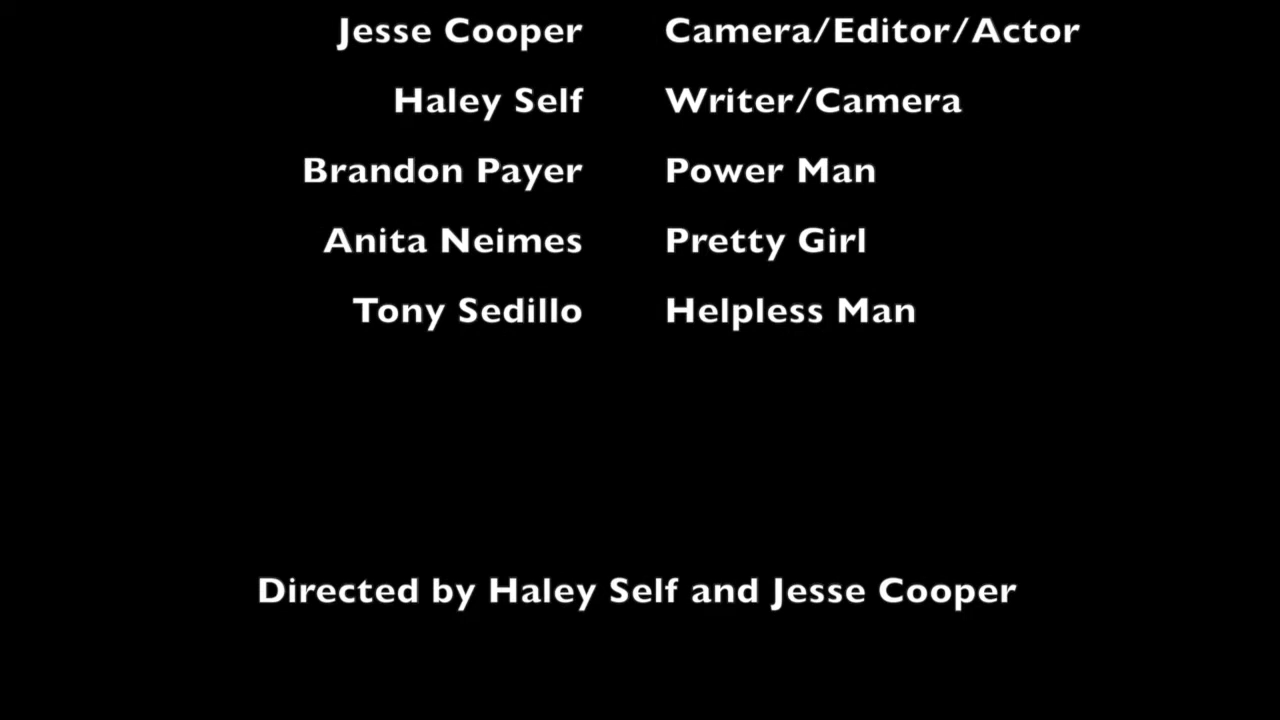 Jesse Cooper Camera/Editor/Actor
Haley Self Writer/Camera
Brandon Payer Power Man
Anita Neimes Pretty Girl
Tony Sedillo Helpless Man
Directed by Haley Self and Jesse Cooper